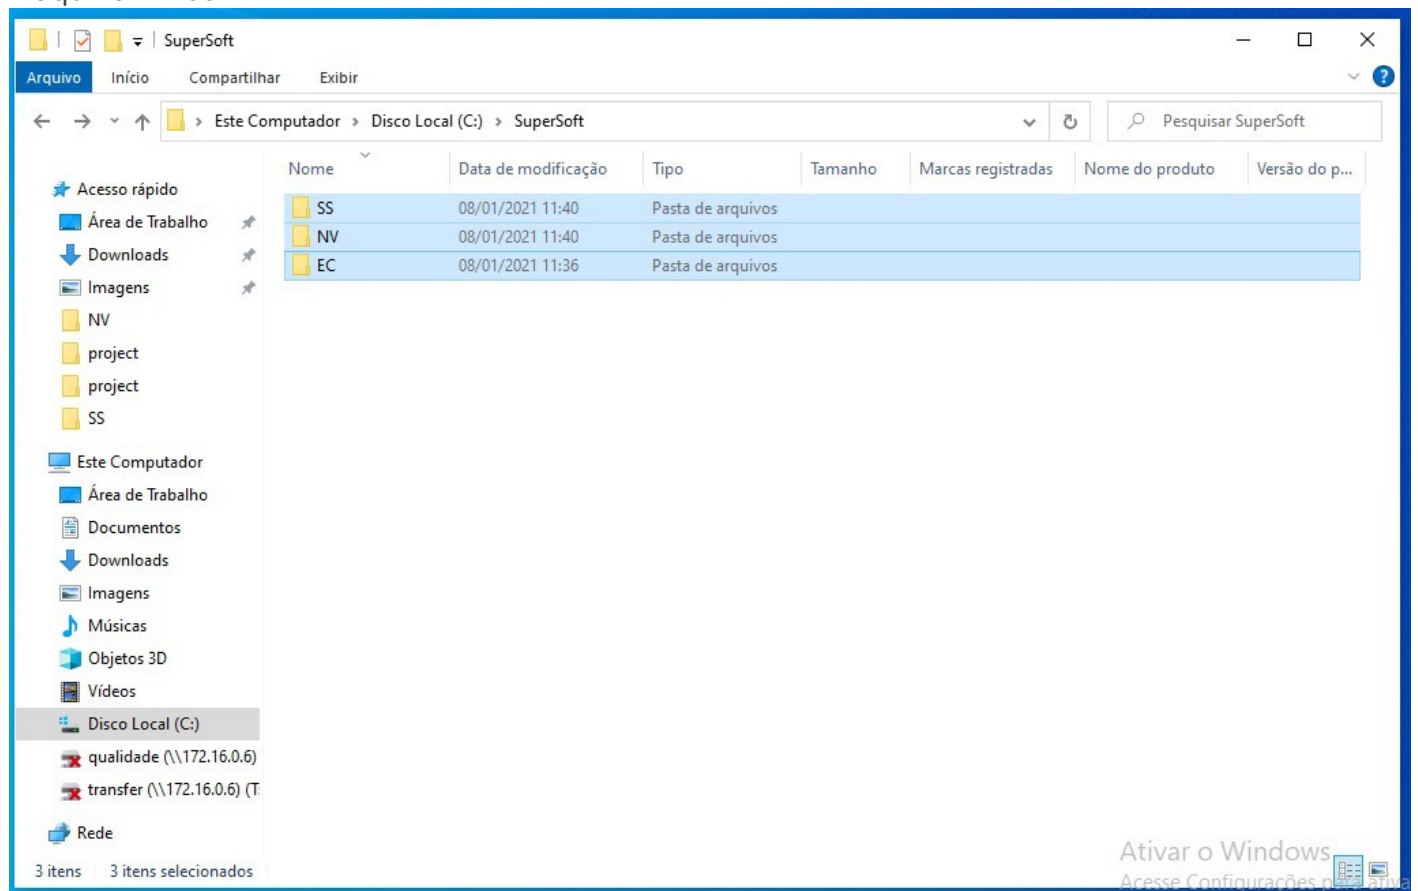 SuperSoft
Arquivo Início Compartilhar Exibir
Este Computador Disco Local (C:) SuperSoft Pesquisar SuperSoft
Nome Data de modificação Tipo Tamanho Marcas registradas Nome do produto Versão do p...
SS 08/01/2021 11:40 Pasta de arquivos
NV 08/01/2021 11:40 Pasta de arquivos
EC 08/01/2021 11:36 Pasta de arquivos
Acesso rápido
Área de Trabalho
Downloads
Imagens
NV
project
project
SS
Este Computador
Área de Trabalho
Documentos
Downloads
Imagens
Músicas
Objetos 3D
Vídeos
Disco Local (C:)
qualidade (\\172.16.0.6)
transfer (\\172.16.0.6) (T:
Rede
3 itens 3 itens selecionados
Ativar o Windows
Acesse Configurações para ativa